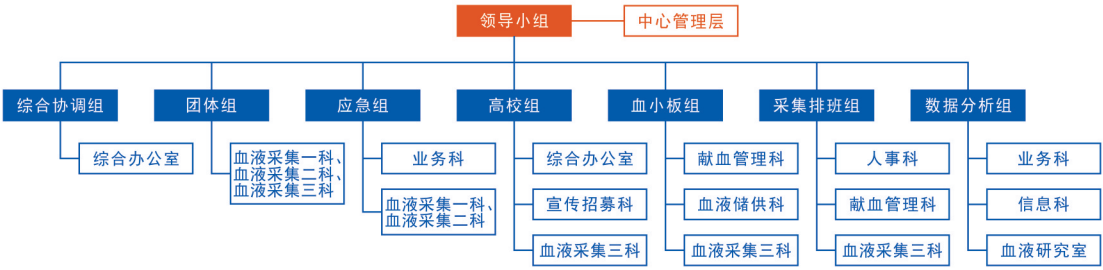 领导小组
中心管理层
综合协调组
团体组
应急组
高校组
血小板组
采集排班组
数据分析组
综合办公室
血液采集一科、
血液采集二科、
血液采集三科
业务科
血液采集一科、
血液采集二科
综合办公室
宣传招募科
血液采集三科
献血管理科
血液储供科
血液采集三科
人事科
献血管理科
血液采集三科
业务科
信息科
血液研究室